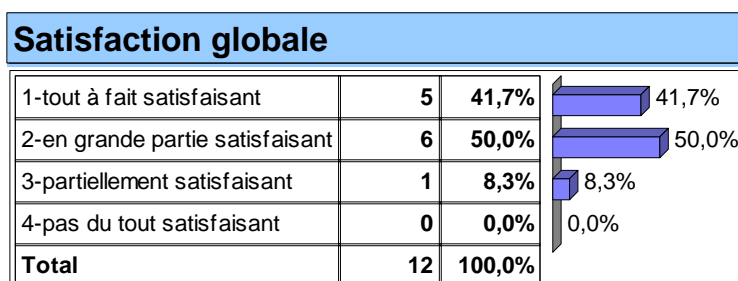 Satisfaction globale
1-tout à fait satisfaisant 5 41,7% 41,7%
2-en grande partie satisfaisant 6 50,0% 50,0%
3-partiellement satisfaisant 1 8,3% 8,3%
4-pas du tout satisfaisant 0 0,0% 0,0%
Total 12 100,0%